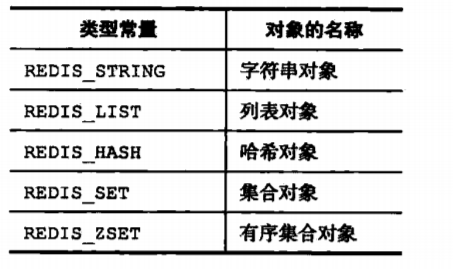 类型常量 对象的名称
REDIS_STRING 字符串对象
REDIS_LIST 列表对象
REDIS_HASH 哈希对象
REDIS_SET 集合对象
REDIS_ZSET 有序集合对象